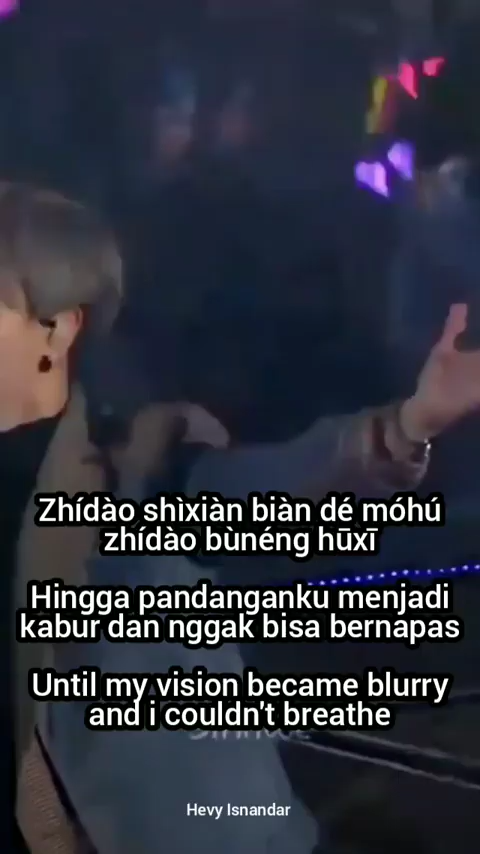 Zhídào shìxiàn biàn dé móhú
zhídào bùnéng hūxī
Hingga pandanganku menjadi
kabur dan nggak bisa bernapas
Until my vision became blurry
and i couldn't breathe
Hevy Isnandar